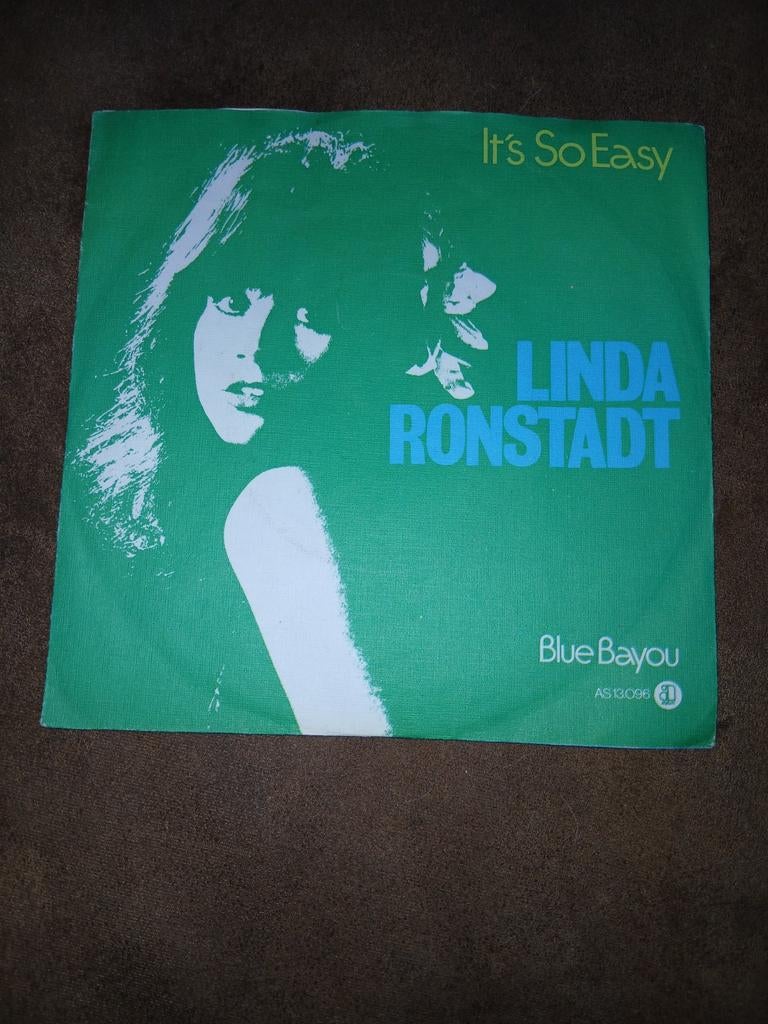 It's So Easy
LINDA
RONSTADT
Blue Bayou
AS 13.096